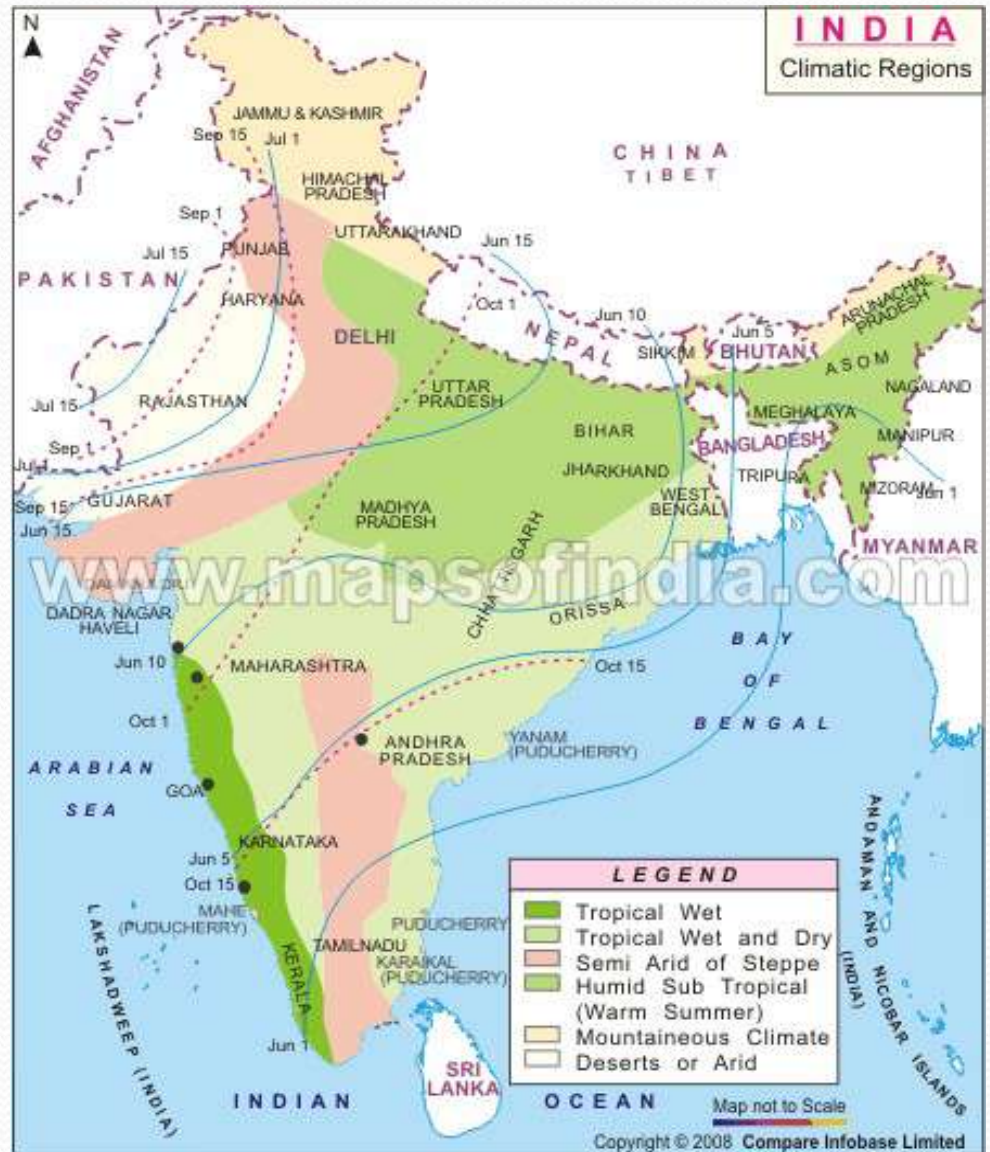 N
INDIA
Climatic Regions
AFGHANISTAN
JAMMU & KASHMIR
Sep 15
Jul 1
CHINA
TIBET
HIMACHAL
PRADESH
Sep 1
UTTARAKHAND
Jun 15
Jul 15
PUNJAB
PAKISTAN
HARYANA
Oct 1
NEPAL
Jun 10
Jun 5
ARUNACHAL
PRADESH
DELHI
SIKKIM
BHUTAN
ASOM
NAGALAND
UTTAR
PRADESH
Jul 15
RAJASTHAN
MEGHALAYA
BIHAR
BANGLADESH
MANIPUR
Sep 1
Jul 1
JHARKHAND
TRIPURA
MIZORAM
Jun 1
GUJARAT
Sep 15
Jun 15
MADHYA
PRADESH
WEST
BENGAL
MYANMAR
CHHATTISGARH
www.mapsofindia.com
DADRA NAGAR
HAVELI
ORISSA
BAY
OF
BENGAL
Jun 10
MAHARASHTRA
Oct 15
Oct 1
ANDHRA
PRADESH
YANAM
(PUDUCHERRY)
ARABIAN
SEA
GOA
KARNATAKA
Jun 5
Oct 15
MAHE
(PUDUCHERRY)
PUDUCHERRY
TAMILNADU
KARAIKAL
(PUDUCHERRY)
KERALA
LAKSHADWEEP (INDIA)
Jun 1
SRI
LANKA
INDIAN OCEAN
ANDAMAN AND NICOBAR ISLANDS
(INDIA)
LEGEND
Tropical Wet
Tropical Wet and Dry
Semi Arid of Steppe
Humid Sub Tropical
(Warm Summer)
Mountaineous Climate
Deserts or Arid
Map not to Scale
Copyright © 2008 Compare Infobase Limited